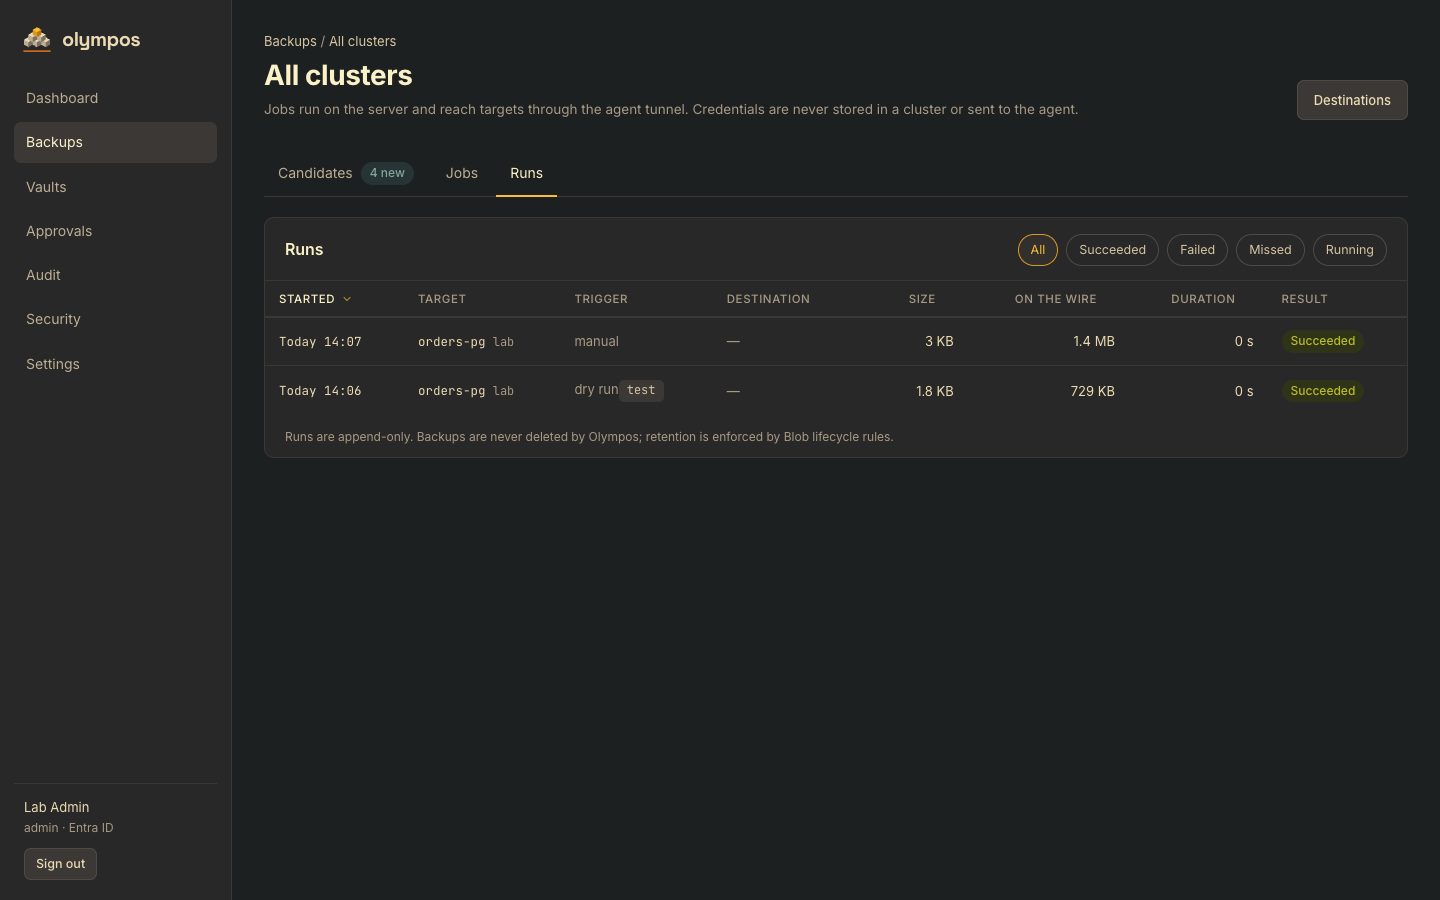 olympos
Dashboard
Backups
Vaults
Approvals
Audit
Security
Settings
Lab Admin
admin · Entra ID
Sign out
Backups / All clusters
All clusters
Jobs run on the server and reach targets through the agent tunnel. Credentials are never stored in a cluster or sent to the agent.
Destinations
Candidates 4 new Jobs Runs
Runs All Succeeded Failed Missed Running
STARTED TARGET TRIGGER DESTINATION SIZE ON THE WIRE DURATION RESULT
Today 14:07 orders-pg lab manual — 3 KB 1.4 MB 0 s Succeeded
Today 14:06 orders-pg lab dry run test — 1.8 KB 729 KB 0 s Succeeded
Runs are append-only. Backups are never deleted by Olympos; retention is enforced by Blob lifecycle rules.